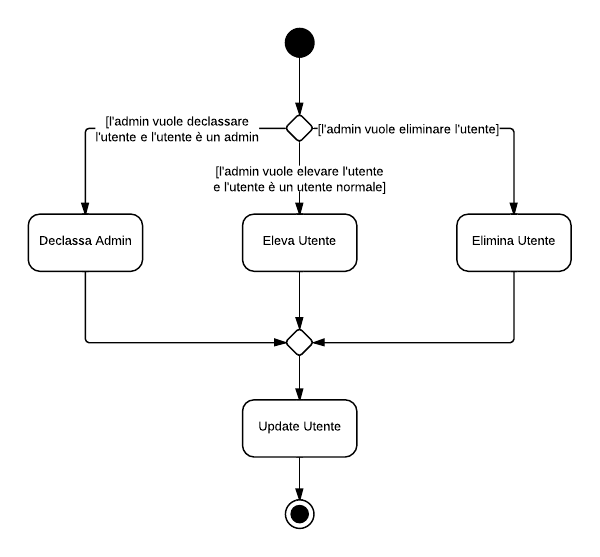 [l'admin vuole declassare
l'utente e l'utente è un admin
[l'admin vuole eliminare l'utente]
[l'admin vuole elevare l'utente
e l'utente è un utente normale]
Declassa Admin
Eleva Utente
Elimina Utente
Update Utente